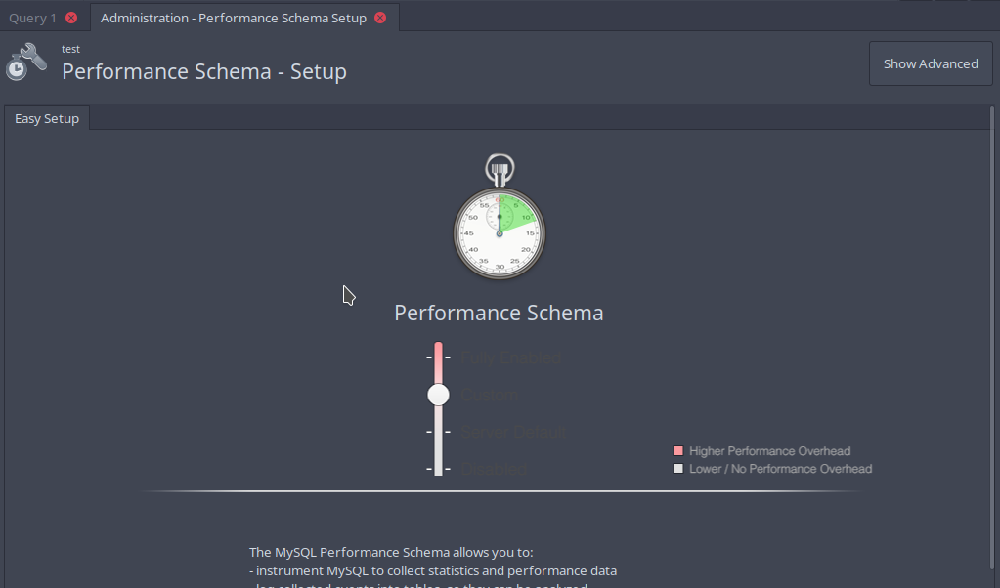 Query 1
Administration - Performance Schema Setup
test
Performance Schema - Setup
Show Advanced
Easy Setup
60
55 5
50 10
45 15
40 20
35 25
30
Performance Schema
Fully Enabled
Custom
Server Default
Disabled
Higher Performance Overhead
Lower / No Performance Overhead
The MySQL Performance Schema allows you to:
- instrument MySQL to collect statistics and performance data
- log collected events into tables, so they can be analyzed